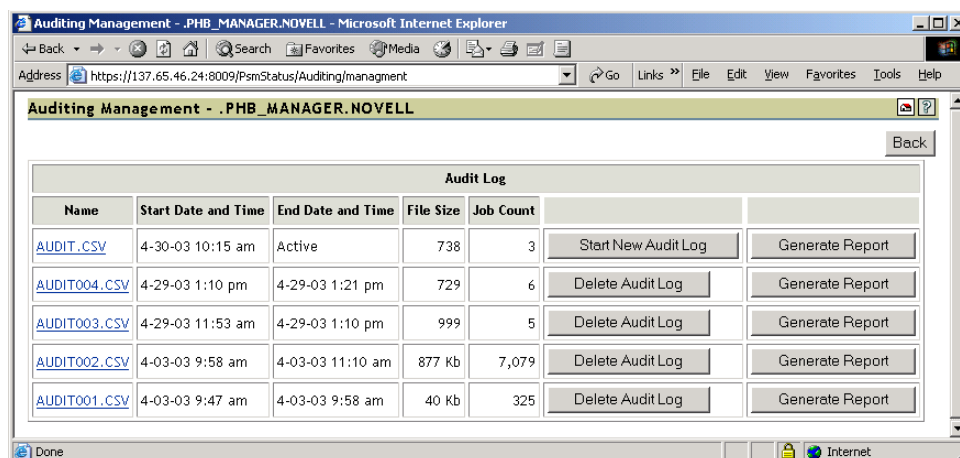 Auditing Management - .PHB_MANAGER.NOVELL - Microsoft Internet Explorer
Back Search Favorites Media
Address https://137.65.46.24:8009/PsmStatus/Auditing/managment Go Links » File Edit View Favorites Tools Help
Auditing Management - .PHB_MANAGER.NOVELL ?
Back
Audit Log
Name Start Date and Time End Date and Time File Size Job Count
AUDIT.CSV 4-30-03 10:15 am Active 738 3 Start New Audit Log Generate Report
AUDIT004.CSV 4-29-03 1:10 pm 4-29-03 1:21 pm 729 6 Delete Audit Log Generate Report
AUDIT003.CSV 4-29-03 11:53 am 4-29-03 1:10 pm 999 5 Delete Audit Log Generate Report
AUDIT002.CSV 4-03-03 9:58 am 4-03-03 11:10 am 877 Kb 7,079 Delete Audit Log Generate Report
AUDIT001.CSV 4-03-03 9:47 am 4-03-03 9:58 am 40 Kb 325 Delete Audit Log Generate Report
Done Internet